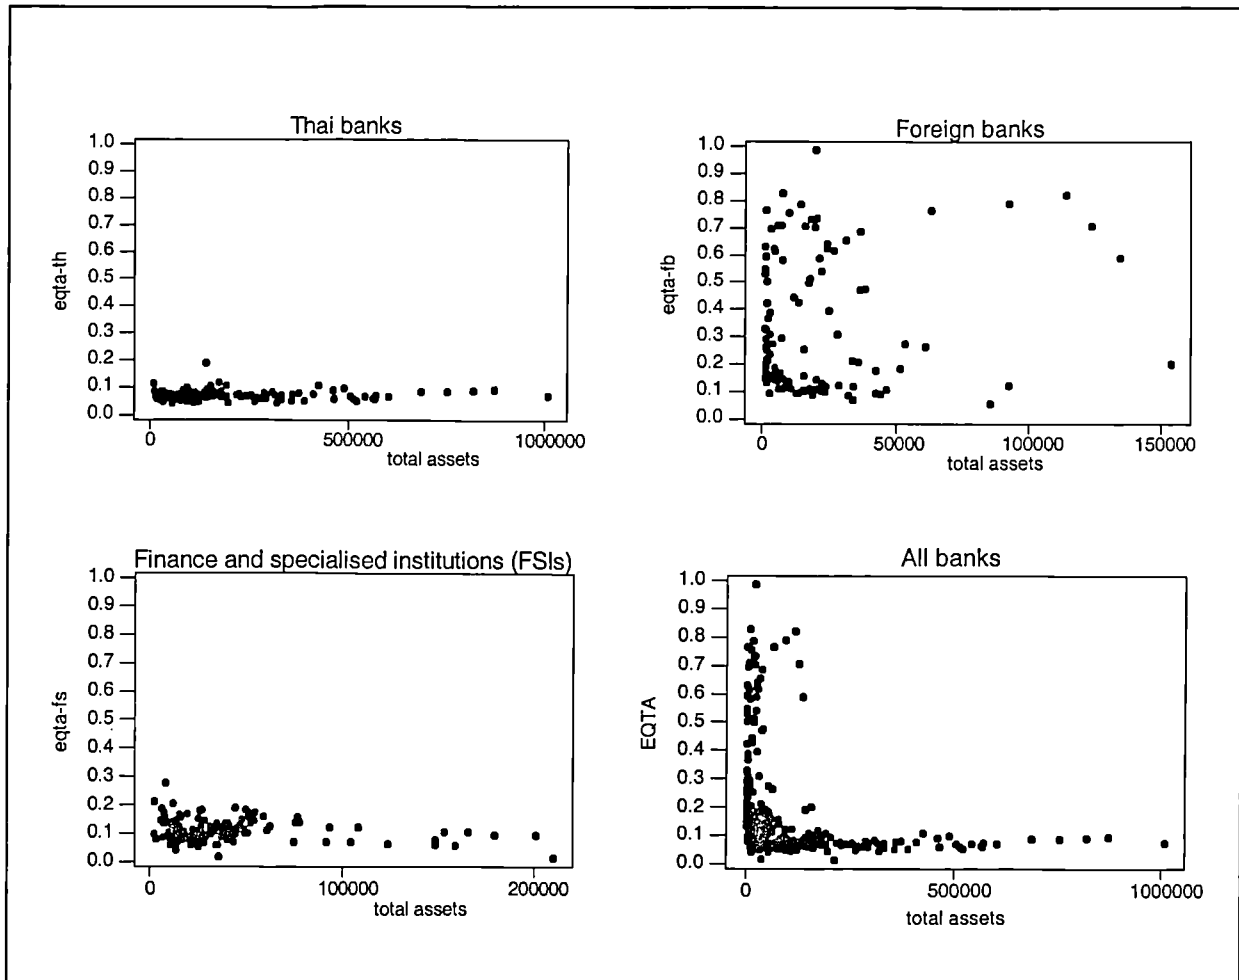 Thai banks
1.0
0.9
0.8
0.7
0.6
0.5
0.4
0.3
0.2
0.1
0.0
eqta-th
0 500000 1000000
total assets
Foreign banks
1.0
0.9
0.8
0.7
0.6
0.5
0.4
0.3
0.2
0.1
0.0
eqta-fb
0 50000 100000 150000
total assets
Finance and specialised institutions (FSIs)
1.0
0.9
0.8
0.7
0.6
0.5
0.4
0.3
0.2
0.1
0.0
eqta-fs
0 100000 200000
total assets
All banks
1.0
0.9
0.8
0.7
0.6
0.5
0.4
0.3
0.2
0.1
0.0
EQTA
0 500000 1000000
total assets